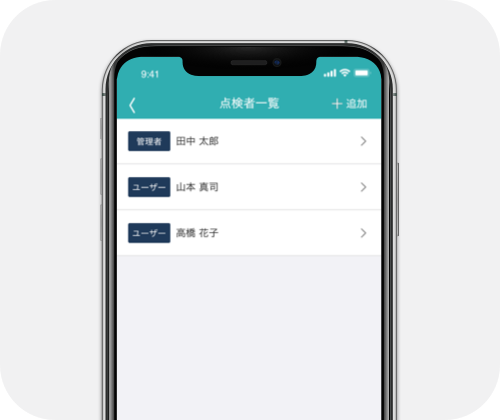 9:41
点検者一覧
＋ 追加
管理者 田中 太郎
ユーザー 山本 真司
ユーザー 高橋 花子